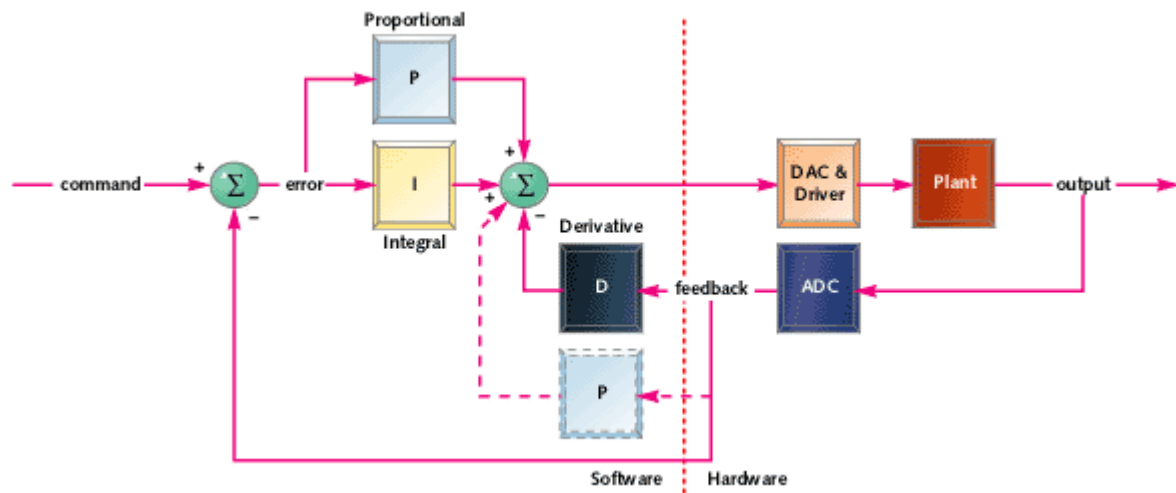 Proportional
P
+
+
command
Σ
error
I
+
Σ
DAC &
Driver
Plant
output
−
−
Integral
Derivative
D
feedback
ADC
P
Software
Hardware